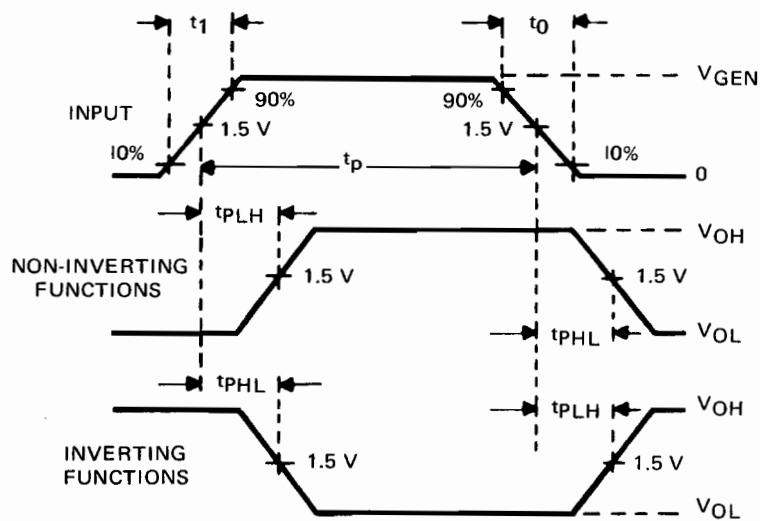 t1
t0
VGEN
INPUT
90%
90%
1.5 V
1.5 V
10%
10%
tp
0
tPLH
VOH
NON-INVERTING
FUNCTIONS
1.5 V
1.5 V
tPHL
VOL
tPHL
tPLH
VOH
INVERTING
FUNCTIONS
1.5 V
1.5 V
VOL